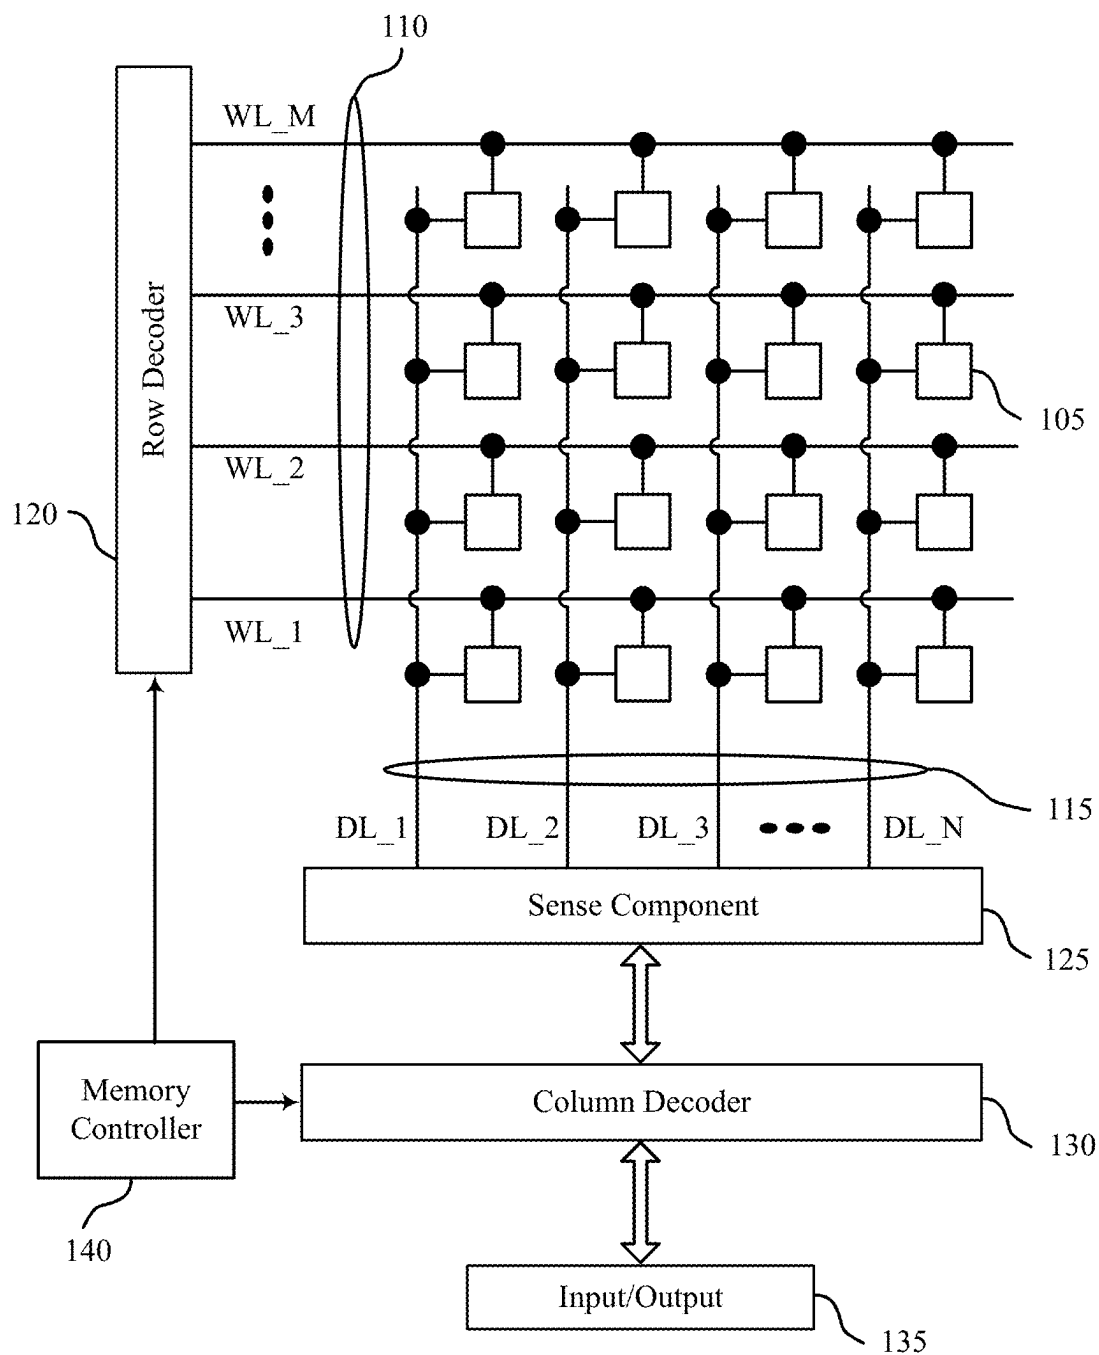 110
WL_M
WL_3
Row Decoder
105
WL_2
120
WL_1
115
DL_1 DL_2 DL_3 DL_N
Sense Component
125
Memory
Controller
Column Decoder
130
140
Input/Output
135